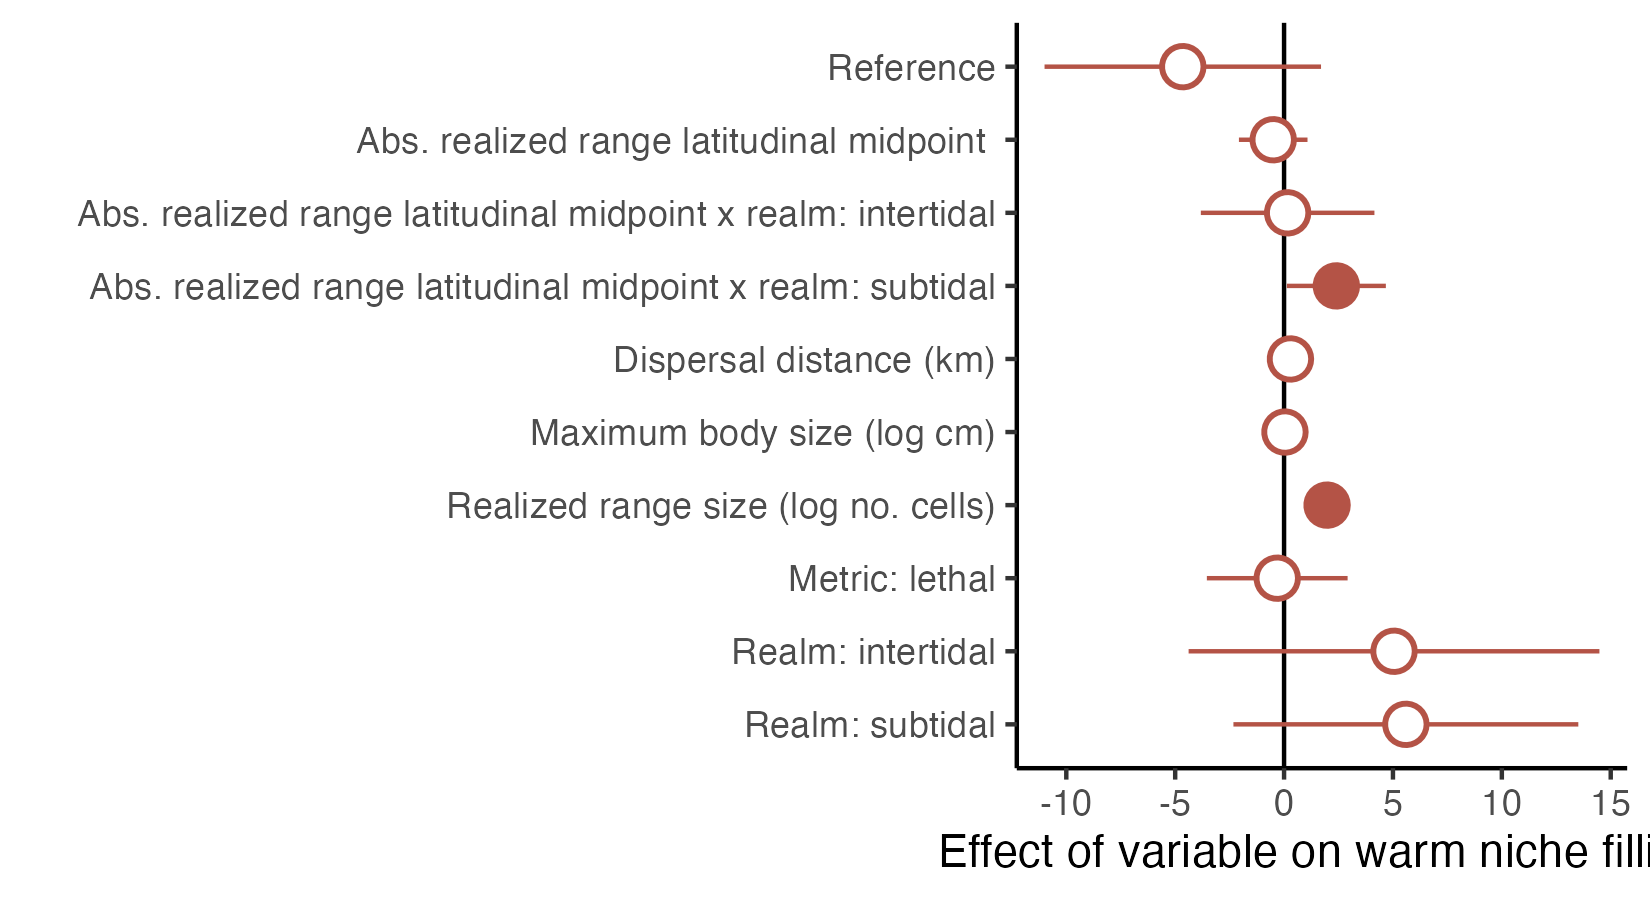 Reference
Abs. realized range latitudinal midpoint
Abs. realized range latitudinal midpoint x realm: intertidal
Abs. realized range latitudinal midpoint x realm: subtidal
Dispersal distance (km)
Maximum body size (log cm)
Realized range size (log no. cells)
Metric: lethal
Realm: intertidal
Realm: subtidal
-10 -5 0 5 10 15
Effect of variable on warm niche filli